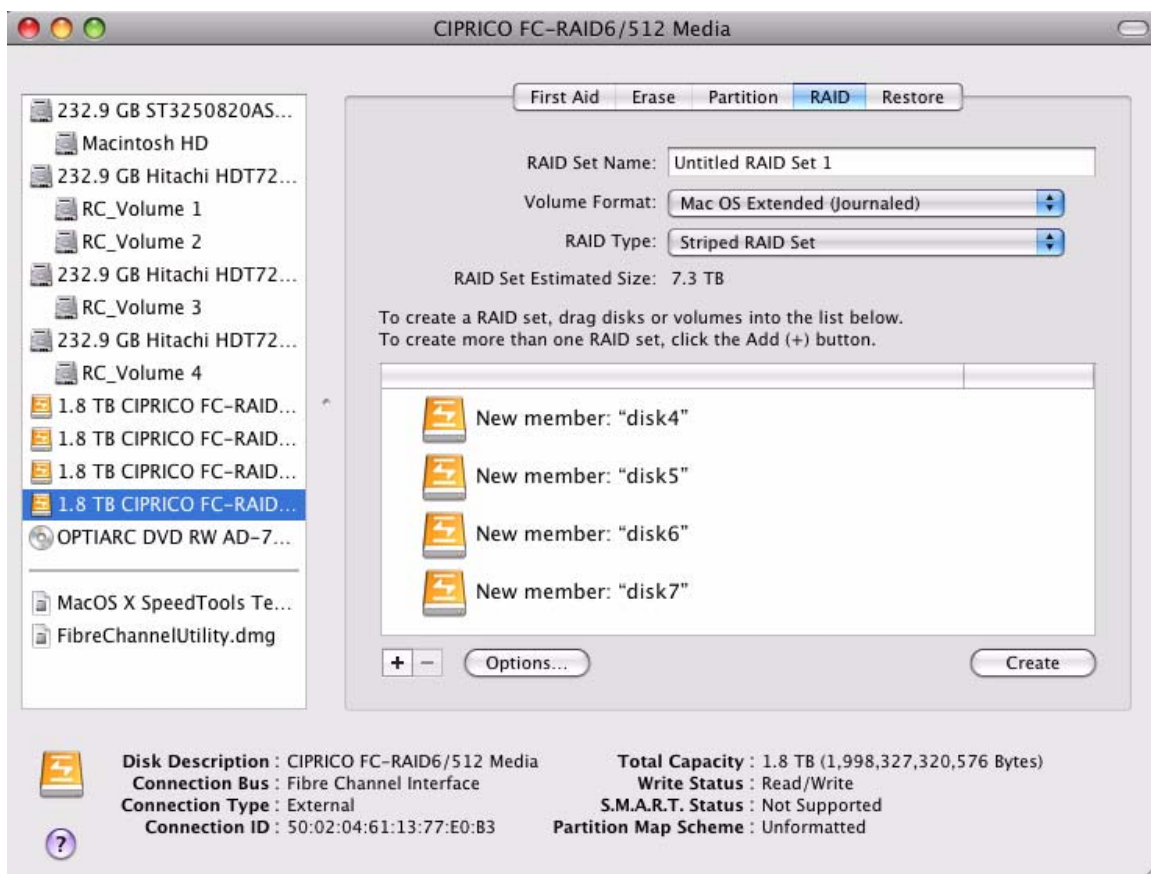 CIPRICO FC-RAID6/512 Media
232.9 GB ST3250820AS...
Macintosh HD
232.9 GB Hitachi HDT72...
RC_Volume 1
RC_Volume 2
232.9 GB Hitachi HDT72...
RC_Volume 3
232.9 GB Hitachi HDT72...
RC_Volume 4
1.8 TB CIPRICO FC-RAID...
1.8 TB CIPRICO FC-RAID...
1.8 TB CIPRICO FC-RAID...
1.8 TB CIPRICO FC-RAID...
OPTIARC DVD RW AD-7...
MacOS X SpeedTools Te...
FibreChannelUtility.dmg
First Aid Erase Partition RAID Restore
RAID Set Name: Untitled RAID Set 1
Volume Format: Mac OS Extended (Journaled)
RAID Type: Striped RAID Set
RAID Set Estimated Size: 7.3 TB
To create a RAID set, drag disks or volumes into the list below.
To create more than one RAID set, click the Add (+) button.
New member: “disk4”
New member: “disk5”
New member: “disk6”
New member: “disk7”
+ − Options... Create
Disk Description : CIPRICO FC-RAID6/512 Media
Connection Bus : Fibre Channel Interface
Connection Type : External
Connection ID : 50:02:04:61:13:77:E0:B3
Total Capacity : 1.8 TB (1,998,327,320,576 Bytes)
Write Status : Read/Write
S.M.A.R.T. Status : Not Supported
Partition Map Scheme : Unformatted
?